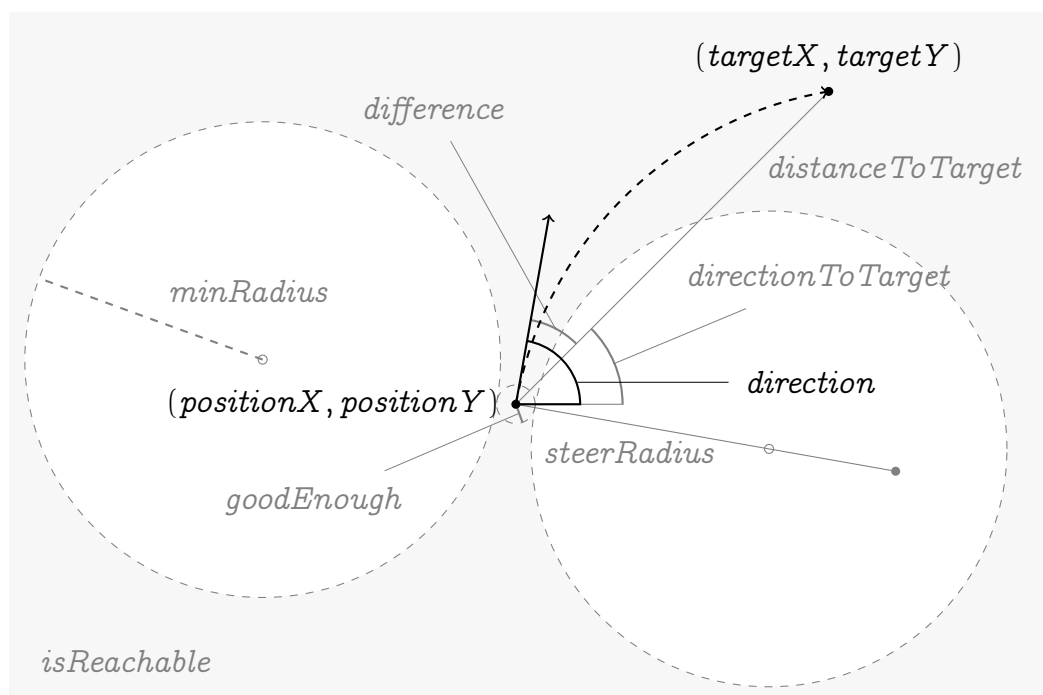 (targetX, targetY)
difference
distanceToTarget
directionToTarget
minRadius
direction
(positionX, positionY)
steerRadius
goodEnough
isReachable